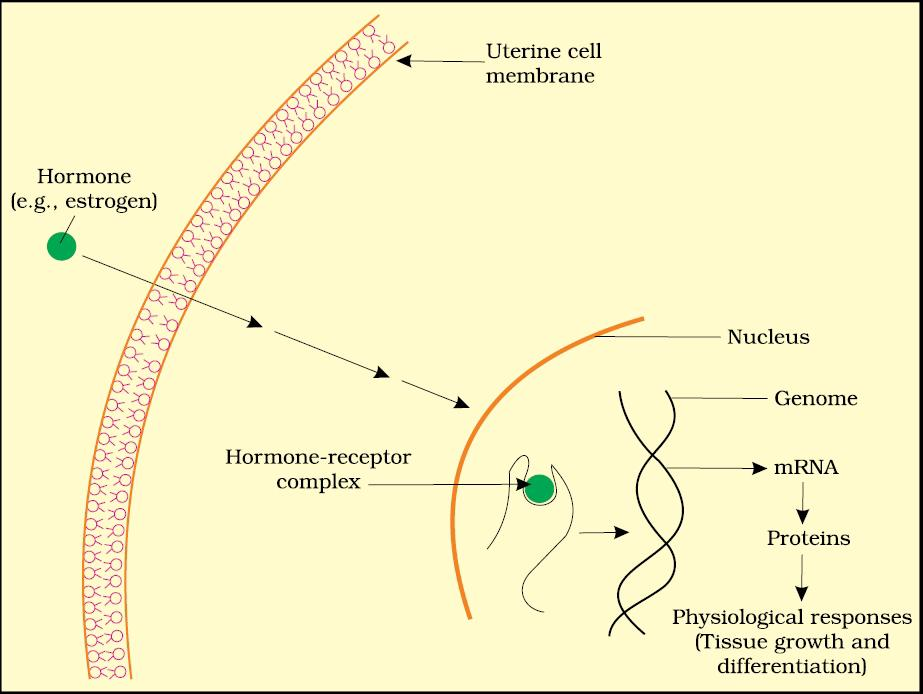 Uterine cell
membrane
Hormone
(e.g., estrogen)
Nucleus
Genome
Hormone-receptor
complex
mRNA
Proteins
Physiological responses
(Tissue growth and
differentiation)